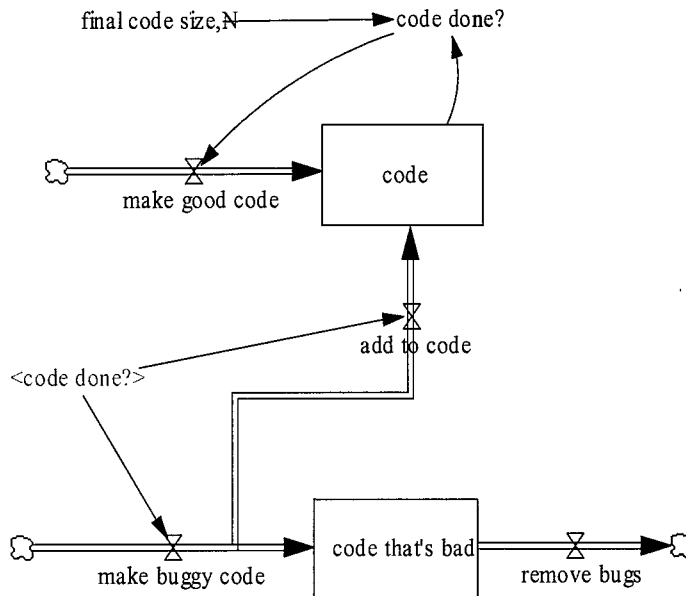 final code size,N
code done?
code
make good code
add to code
<code done?>
code that's bad
make buggy code
remove bugs